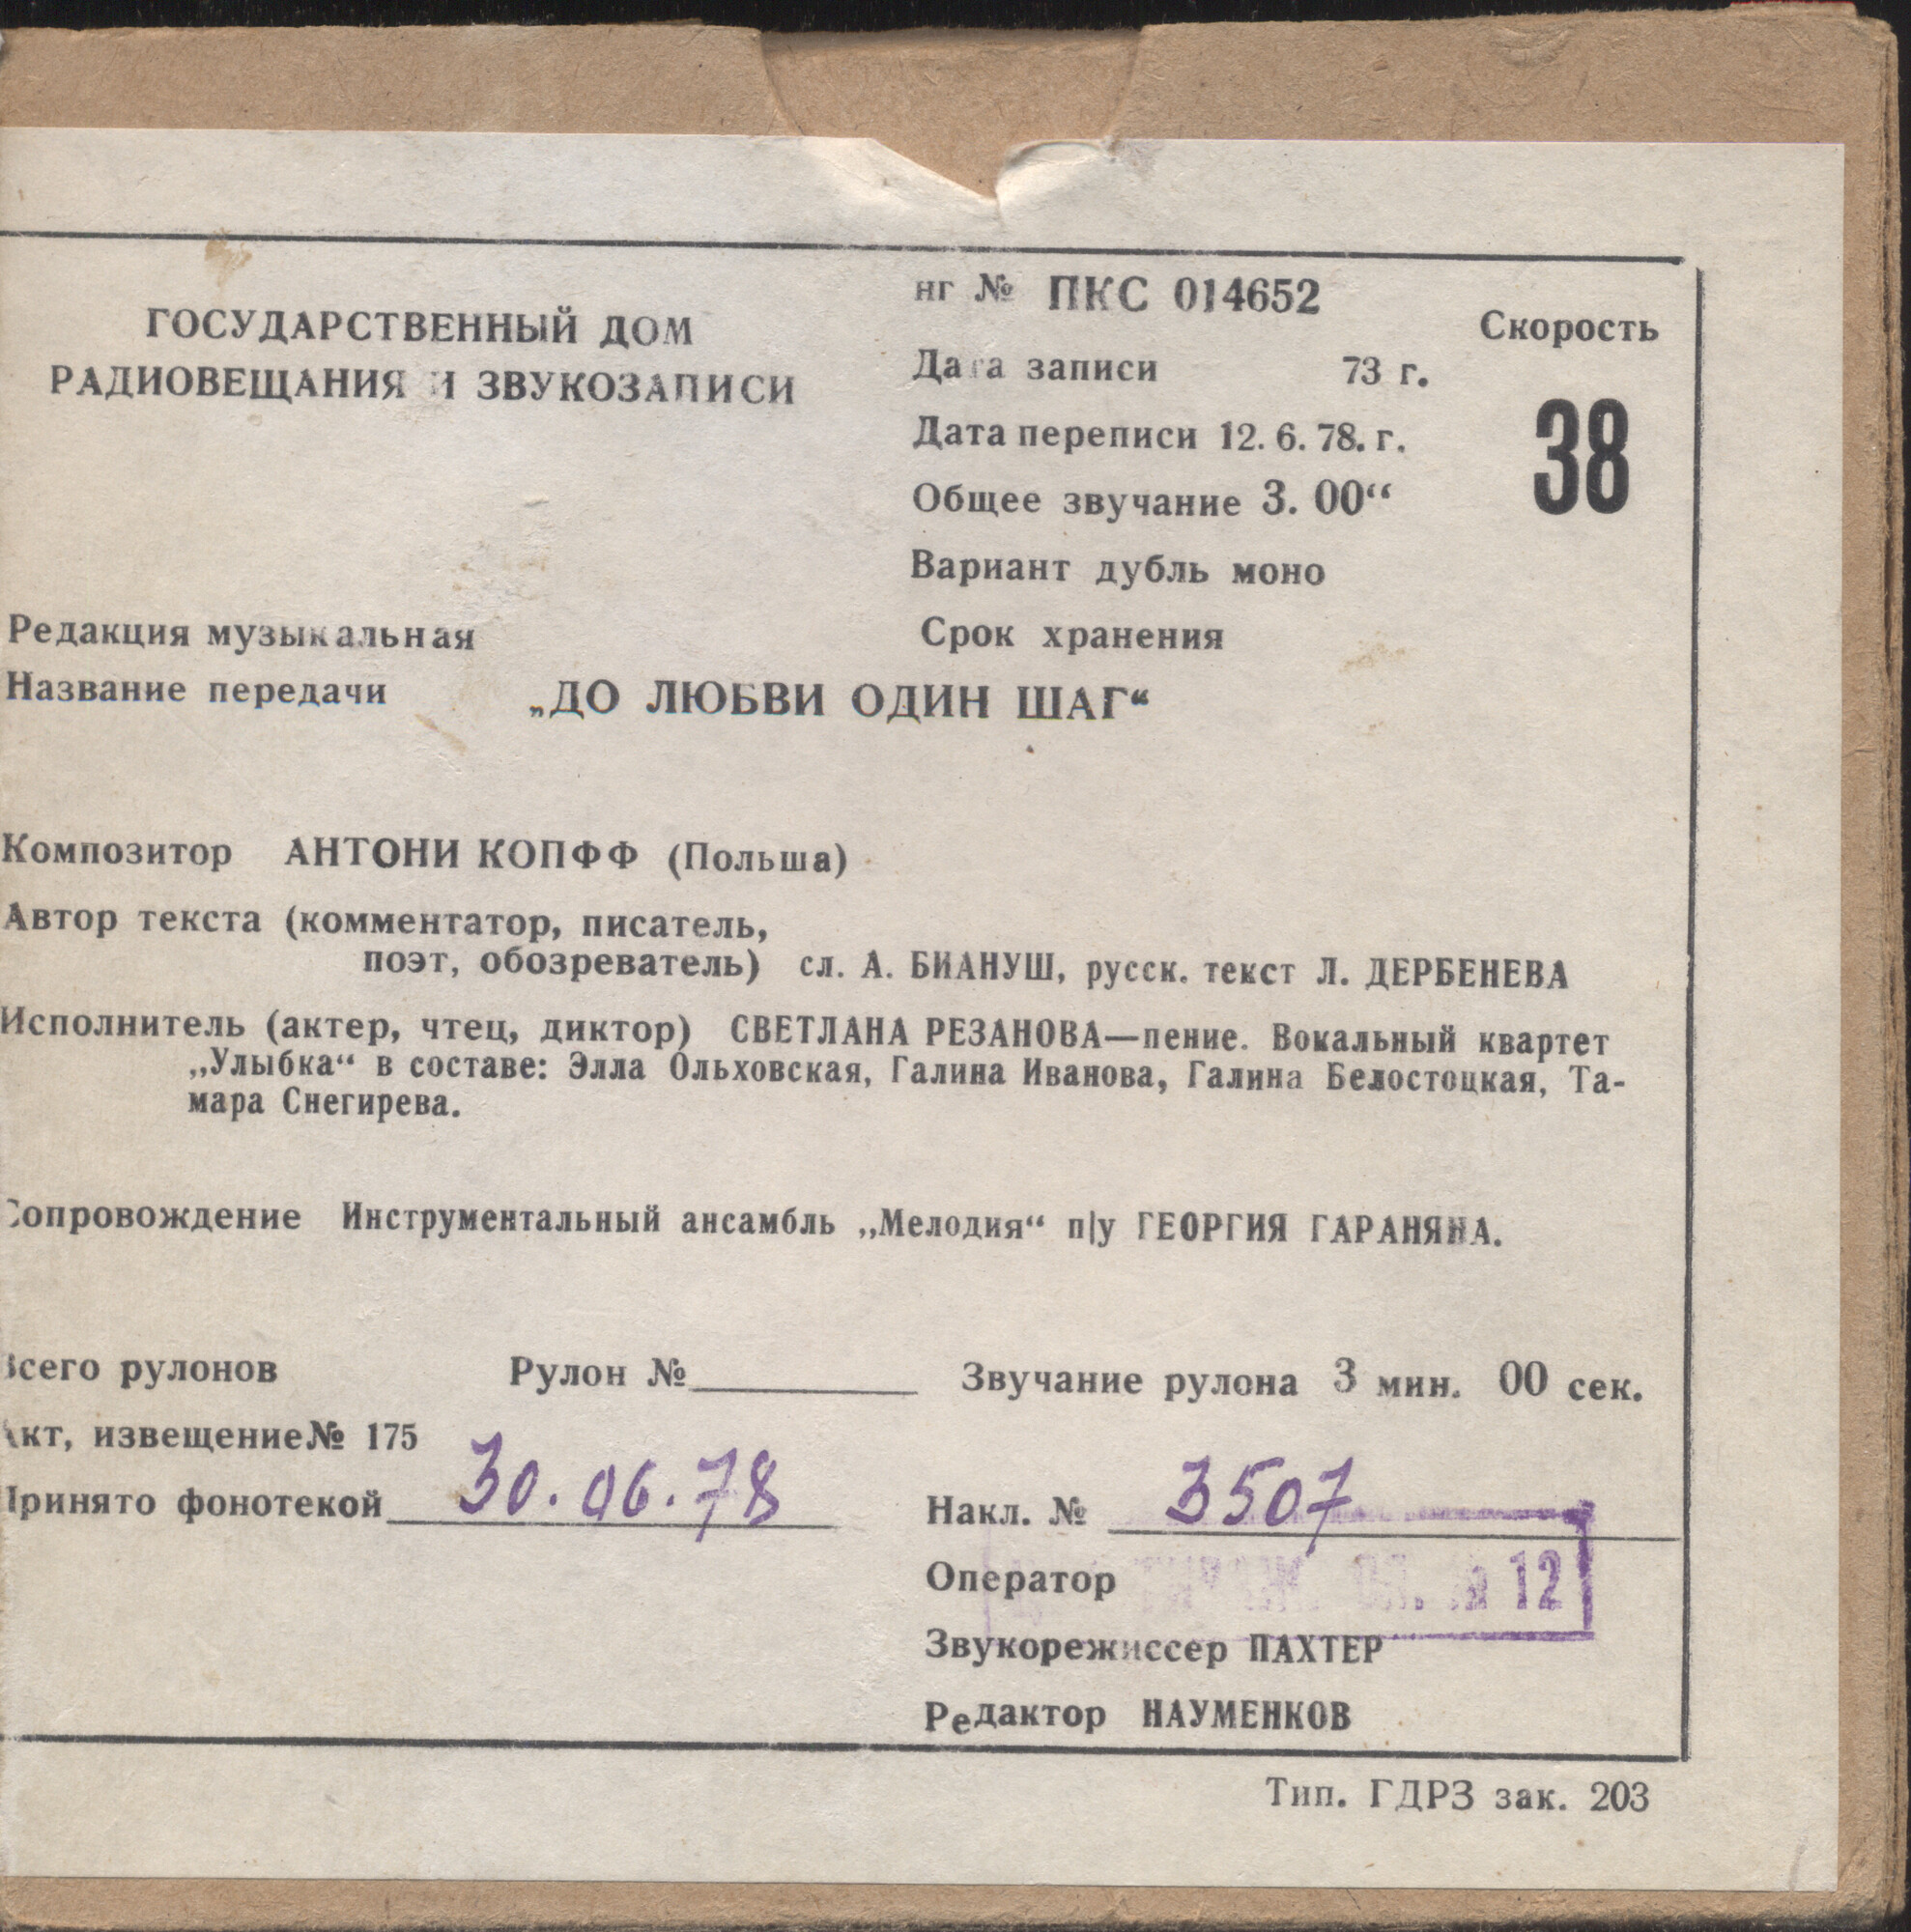 ГОСУДАРСТВЕННЫЙ ДОМ
РАДИОВЕЩАНИЯ И ЗВУКОЗАПИСИ
нг № ПКС 014652
Скорость
38
Дата записи 73 г.
Дата переписи 12. 6. 78. г.
Общее звучание 3. 00“
Вариант дубль моно
Срок хранения
Редакция музыкальная
Название передачи „ДО ЛЮБВИ ОДИН ШАГ“
Композитор АНТОНИ КОПФФ (Польша)
Автор текста (комментатор, писатель,
поэт, обозреватель) сл. А. БИАНУШ, русск. текст Л. ДЕРБЕНЕВА
Исполнитель (актер, чтец, диктор) СВЕТЛАНА РЕЗАНОВА—пение. Вокальный квартет
„Улыбка“ в составе: Элла Ольховская, Галина Иванова, Галина Белостоцкая, Та-
мара Снегирева.
Сопровождение Инструментальный ансамбль „Мелодия“ п/у ГЕОРГИЯ ГАРАНЯНА.
Всего рулонов Рулон № Звучание рулона 3 мин. 00 сек.
Акт, извещение№ 175
Принято фонотекой 30.06.78
Накл. № 3507
Оператор
12
Звукорежиссер ПАХТЕР
Редактор НАУМЕНКОВ
Тип. ГДРЗ зак. 203